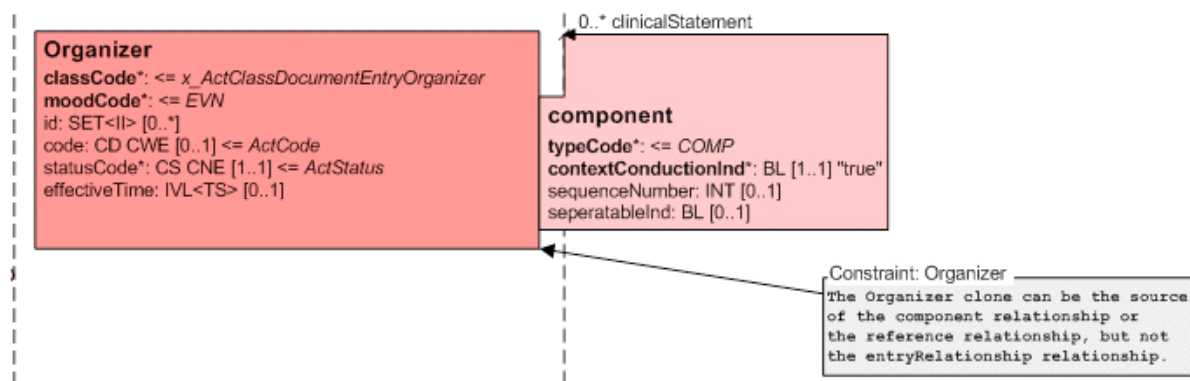 0..* clinicalStatement
Organizer
classCode*: <= x_ActClassDocumentEntryOrganizer
moodCode*: <= EVN
id: SET<II> [0..*]
code: CD CWE [0..1] <= ActCode
statusCode*: CS CNE [1..1] <= ActStatus
effectiveTime: IVL<TS> [0..1]
component
typeCode*: <= COMP
contextConductionInd*: BL [1..1] "true"
sequenceNumber: INT [0..1]
seperatableInd: BL [0..1]
Constraint: Organizer
The Organizer clone can be the source
of the component relationship or
the reference relationship, but not
the entryRelationship relationship.